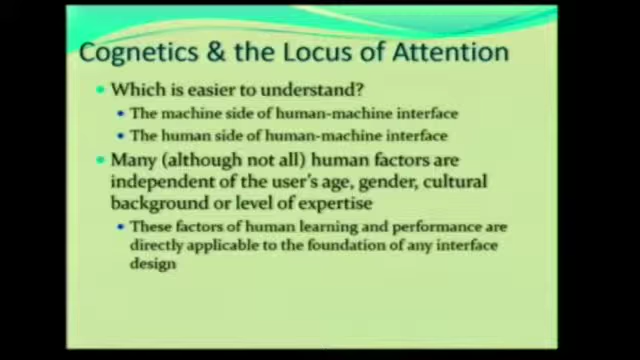 Cognetics & the Locus of Attention
Which is easier to understand?
The machine side of human-machine interface
The human side of human-machine interface
Many (although not all) human factors are
independent of the user's age, gender, cultural
background or level of expertise
These factors of human learning and performance are
directly applicable to the foundation of any interface
design